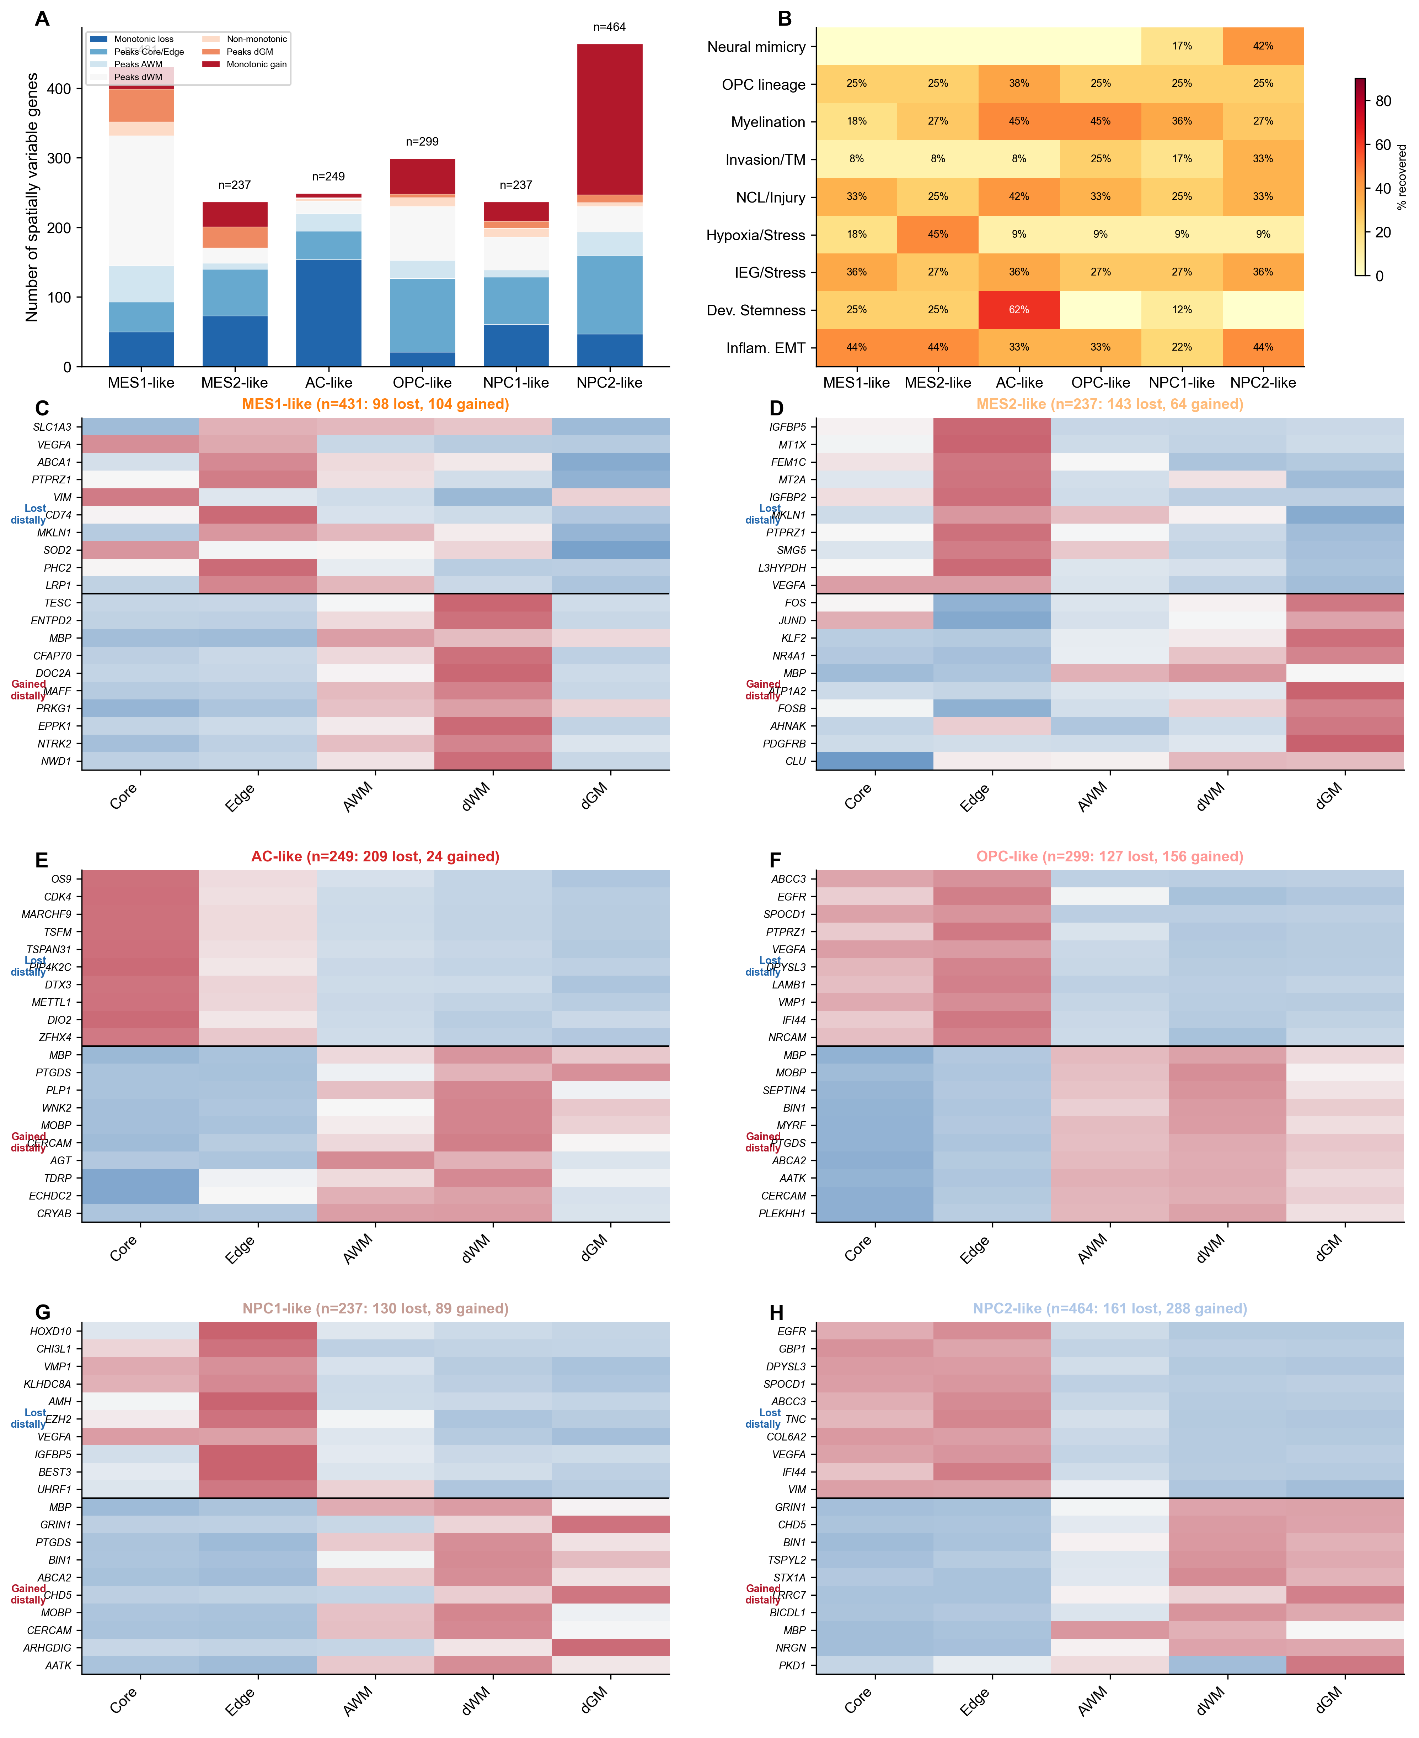 A
Number of spatially variable genes
400
300
200
100
0
Monotonic loss
Peaks Core/Edge
Peaks AWM
Peaks dWM
Non-monotonic
Peaks dGM
Monotonic gain
n=237
n=249
n=299
n=237
n=464
MES1-like MES2-like AC-like OPC-like NPC1-like NPC2-like
B
Neural mimicry 17% 42%
OPC lineage 25% 25% 38% 25% 25% 25%
Myelination 18% 27% 45% 45% 36% 27%
Invasion/TM 8% 8% 8% 25% 17% 33%
NCL/Injury 33% 25% 42% 33% 25% 33%
Hypoxia/Stress 18% 45% 9% 9% 9% 9%
IEG/Stress 36% 27% 36% 27% 27% 36%
Dev. Stemness 25% 25% 62% 12%
Inflam. EMT 44% 44% 33% 33% 22% 44%
MES1-like MES2-like AC-like OPC-like NPC1-like NPC2-like
80
60
40
20
0
% recovered
C
MES1-like (n=431: 98 lost, 104 gained)
SLC1A3
VEGFA
ABCA1
PTPRZ1
VIM
CD74
MKLN1
SOD2
PHC2
LRP1
TESC
ENTPD2
MBP
CFAP70
DOC2A
MAFF
PRKG1
EPPK1
NTRK2
NWD1
Lost
distally
Gained
distally
Core Edge AWM dWM dGM
D
MES2-like (n=237: 143 lost, 64 gained)
IGFBP5
MT1X
FEM1C
MT2A
IGFBP2
MKLN1
PTPRZ1
SMG5
L3HYPDH
VEGFA
FOS
JUND
KLF2
NR4A1
MBP
ATP1A2
FOSB
AHNAK
PDGFRB
CLU
Lost
distally
Gained
distally
Core Edge AWM dWM dGM
E
AC-like (n=249: 209 lost, 24 gained)
OS9
CDK4
MARCHF9
TSFM
TSPAN31
PIP4K2C
DTX3
METTL1
DIO2
ZFHX4
MBP
PTGDS
PLP1
WNK2
MOBP
CERCAM
AGT
TDRP
ECHDC2
CRYAB
Lost
distally
Gained
distally
Core Edge AWM dWM dGM
F
OPC-like (n=299: 127 lost, 156 gained)
ABCC3
EGFR
SPOCD1
PTPRZ1
VEGFA
DPYSL3
LAMB1
VMP1
IFI44
NRCAM
MBP
MOBP
SEPTIN4
BIN1
MYRF
PTGDS
ABCA2
AATK
CERCAM
PLEKHH1
Lost
distally
Gained
distally
Core Edge AWM dWM dGM
G
NPC1-like (n=237: 130 lost, 89 gained)
HOXD10
CHI3L1
VMP1
KLHDC8A
AMH
EZH2
VEGFA
IGFBP5
BEST3
UHRF1
MBP
GRIN1
PTGDS
BIN1
ABCA2
CHD5
MOBP
CERCAM
ARHGDIG
AATK
Lost
distally
Gained
distally
Core Edge AWM dWM dGM
H
NPC2-like (n=464: 161 lost, 288 gained)
EGFR
GBP1
DPYSL3
SPOCD1
ABCC3
TNC
COL6A2
VEGFA
IFI44
VIM
GRIN1
CHD5
BIN1
TSPYL2
STX1A
LRRC7
BICDL1
MBP
NRGN
PKD1
Lost
distally
Gained
distally
Core Edge AWM dWM dGM